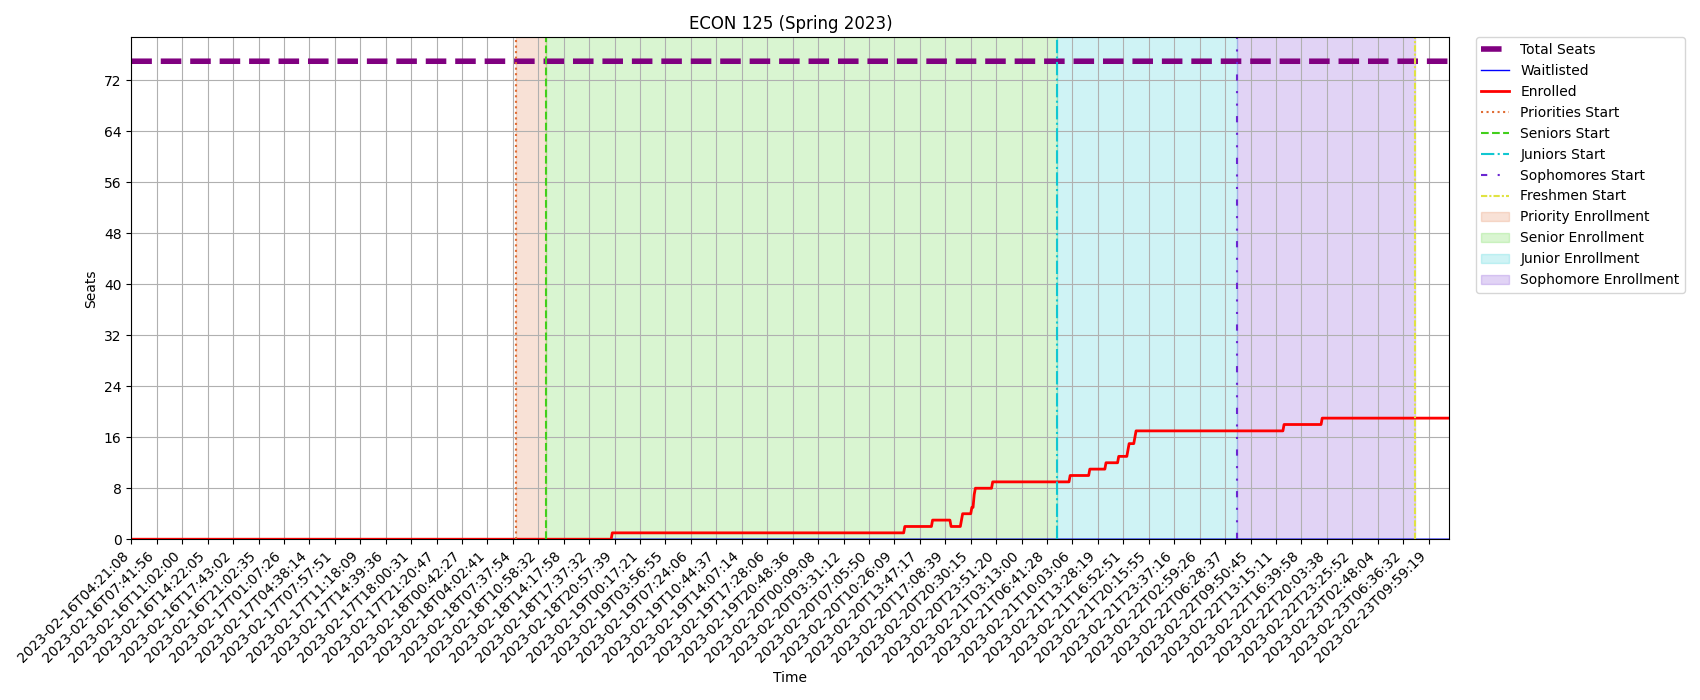 ECON 125 (Spring 2023)
Seats
72
64
56
48
40
32
24
16
8
0
2023-02-16T04:21:08
2023-02-16T07:41:56
2023-02-16T11:02:00
2023-02-16T14:22:05
2023-02-16T17:43:02
2023-02-16T21:02:35
2023-02-17T01:07:26
2023-02-17T04:38:14
2023-02-17T07:57:51
2023-02-17T11:18:09
2023-02-17T14:39:36
2023-02-17T18:00:31
2023-02-17T21:20:47
2023-02-18T00:42:27
2023-02-18T04:02:41
2023-02-18T07:37:54
2023-02-18T10:58:32
2023-02-18T14:17:58
2023-02-18T17:37:32
2023-02-18T20:57:39
2023-02-19T00:17:21
2023-02-19T03:56:55
2023-02-19T07:24:06
2023-02-19T10:44:37
2023-02-19T14:07:14
2023-02-19T17:28:06
2023-02-19T20:48:36
2023-02-20T00:09:08
2023-02-20T03:31:12
2023-02-20T07:05:50
2023-02-20T10:26:09
2023-02-20T13:47:17
2023-02-20T17:08:39
2023-02-20T20:30:15
2023-02-20T23:51:20
2023-02-21T03:13:00
2023-02-21T06:41:28
2023-02-21T10:03:06
2023-02-21T13:28:19
2023-02-21T16:52:51
2023-02-21T20:15:55
2023-02-21T23:37:16
2023-02-22T02:59:26
2023-02-22T06:28:37
2023-02-22T09:50:45
2023-02-22T13:15:11
2023-02-22T16:39:58
2023-02-22T20:03:38
2023-02-22T23:25:52
2023-02-23T02:48:04
2023-02-23T06:36:32
2023-02-23T09:59:19
Time
Total Seats
Waitlisted
Enrolled
Priorities Start
Seniors Start
Juniors Start
Sophomores Start
Freshmen Start
Priority Enrollment
Senior Enrollment
Junior Enrollment
Sophomore Enrollment